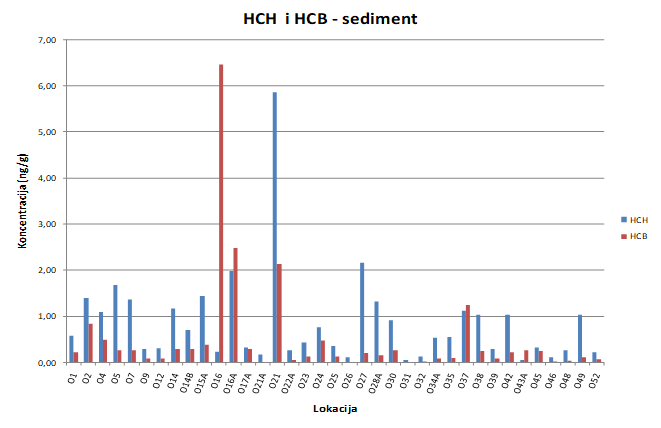 HCH i HCB - sediment
7,00
6,00
5,00
4,00
3,00
2,00
1,00
0,00
Koncentracija (ng/g)
O1
O2
O4
O5
O7
O9
O12
O14
O14B
O15A
O16
O16A
O17A
O21A
O21
O22A
O23
O24
O25
O26
O27
O28A
O30
O31
O32
O34A
O35
O37
O38
O39
O42
O43A
O45
O46
O48
O49
O52
Lokacija
HCH
HCB